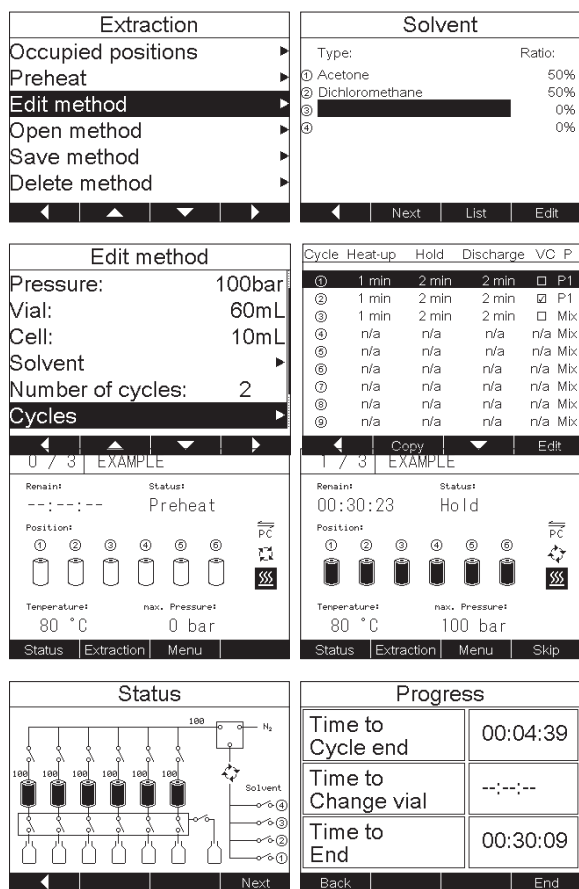 Extraction
Occupied positions
Preheat
Edit method
Open method
Save method
Delete method
Solvent
Type: Ratio:
① Acetone 50%
② Dichloromethane 50%
③ 0%
④ 0%
Next List Edit
Edit method
Pressure: 100bar
Vial: 60mL
Cell: 10mL
Solvent
Number of cycles: 2
Cycles
Cycle Heat-up Hold Discharge VC P
① 1 min 2 min 2 min ☐ P1
② 1 min 2 min 2 min ☑ P1
③ 1 min 2 min 2 min ☐ Mix
④ n/a n/a n/a n/a Mix
⑤ n/a n/a n/a n/a Mix
⑥ n/a n/a n/a n/a Mix
⑦ n/a n/a n/a n/a Mix
⑧ n/a n/a n/a n/a Mix
⑨ n/a n/a n/a n/a Mix
Copy Edit
0 / 3 EXAMPLE
Remain: Status:
--:--:-- Preheat
Position:
① ② ③ ④ ⑤ ⑥
PC
Temperature: max. Pressure:
80 °C 0 bar
Status Extraction Menu
1 / 3 EXAMPLE
Remain: Status:
00:30:23 Hold
Position:
① ② ③ ④ ⑤ ⑥
PC
Temperature: max. Pressure:
80 °C 100 bar
Status Extraction Menu Skip
Status
100 N₂
100 100 100 100 100 100
Solvent
④
③
②
①
Next
Progress
Time to
Cycle end 00:04:39
Time to
Change vial --:--:--
Time to
End 00:30:09
Back End